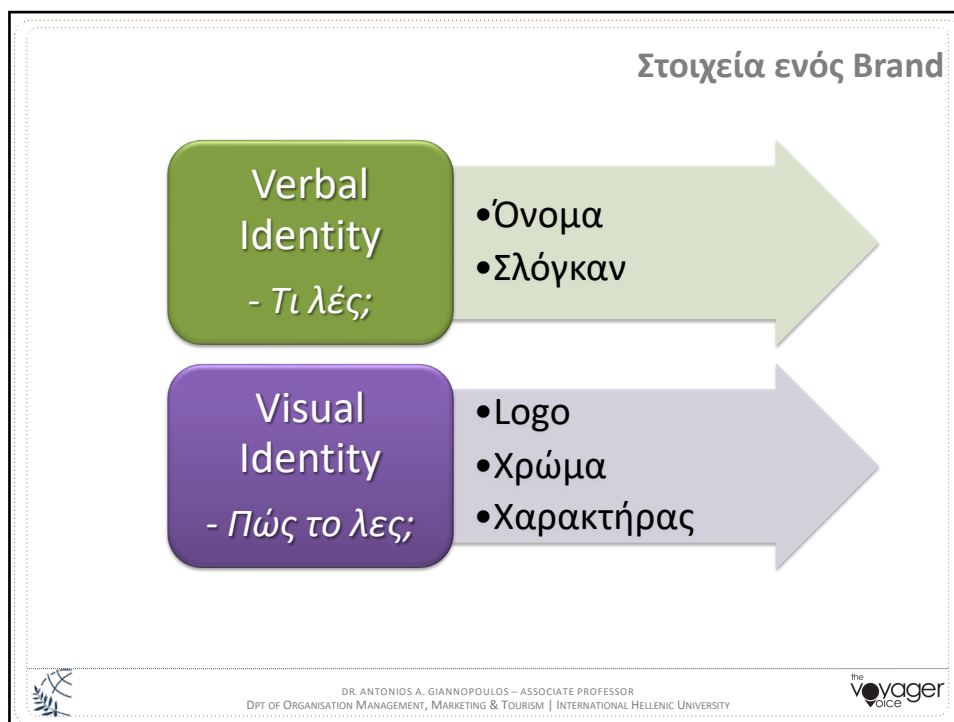 Στοιχεία ενός Brand
Verbal
Identity
- Τι λές;
•Όνομα
•Σλόγκαν
Visual
Identity
- Πώς το λες;
•Logo
•Χρώμα
•Χαρακτήρας
DR. ANTONIOS A. GIANNOPOULOS – ASSOCIATE PROFESSOR
DPT OF ORGANISATION MANAGEMENT, MARKETING & TOURISM | INTERNATIONAL HELLENIC UNIVERSITY
the
voyager
voice